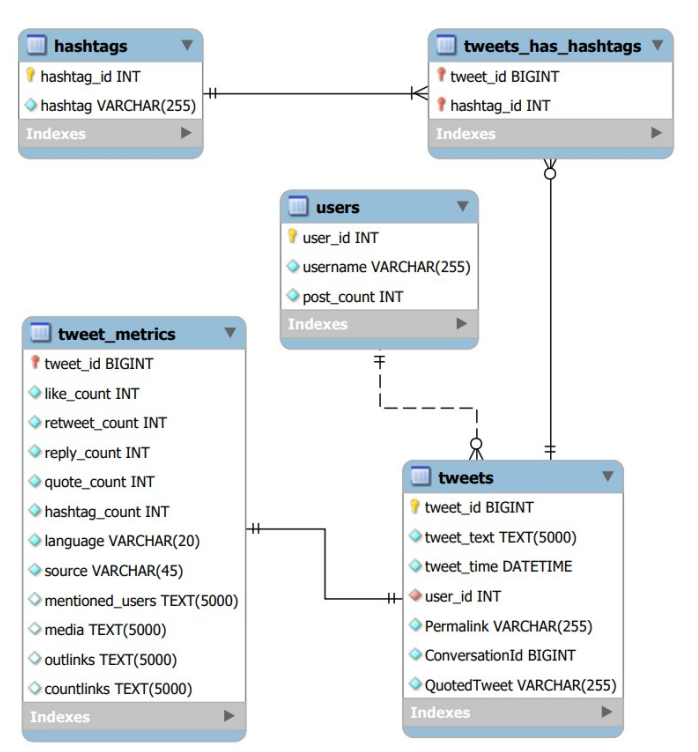 hashtags
hashtag_id INT
hashtag VARCHAR(255)
Indexes
tweets_has_hashtags
tweet_id BIGINT
hashtag_id INT
Indexes
users
user_id INT
username VARCHAR(255)
post_count INT
Indexes
tweet_metrics
tweet_id BIGINT
like_count INT
retweet_count INT
reply_count INT
quote_count INT
hashtag_count INT
language VARCHAR(20)
source VARCHAR(45)
mentioned_users TEXT(5000)
media TEXT(5000)
outlinks TEXT(5000)
countlinks TEXT(5000)
Indexes
tweets
tweet_id BIGINT
tweet_text TEXT(5000)
tweet_time DATETIME
user_id INT
Permalink VARCHAR(255)
ConversationId BIGINT
QuotedTweet VARCHAR(255)
Indexes